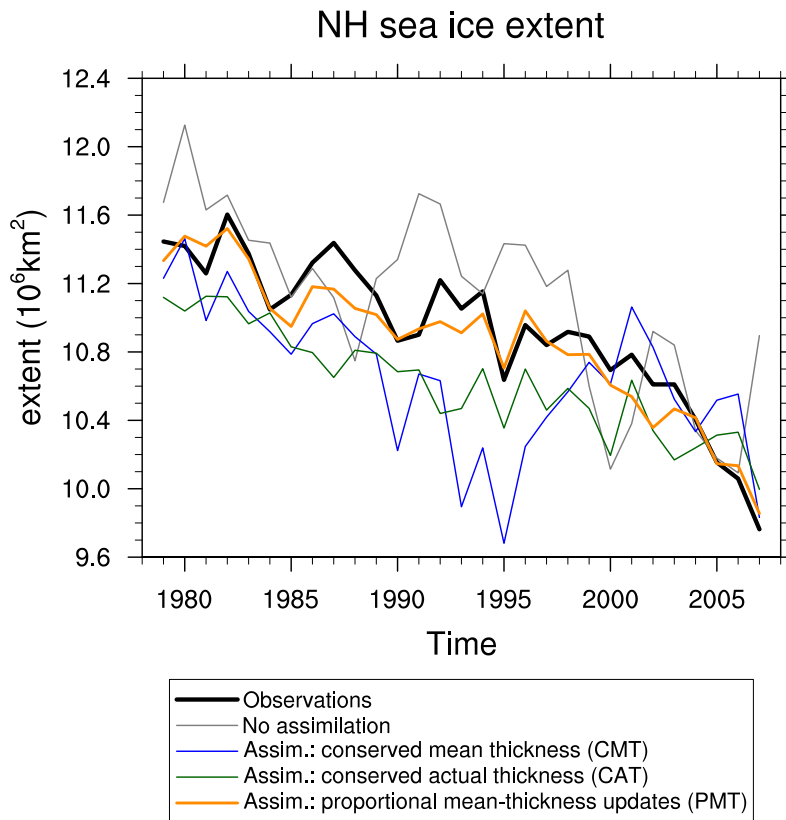 NH sea ice extent
extent (10⁶km²)
12.4
12.0
11.6
11.2
10.8
10.4
10.0
9.6
1980 1985 1990 1995 2000 2005
Time
Observations
No assimilation
Assim.: conserved mean thickness (CMT)
Assim.: conserved actual thickness (CAT)
Assim.: proportional mean-thickness updates (PMT)